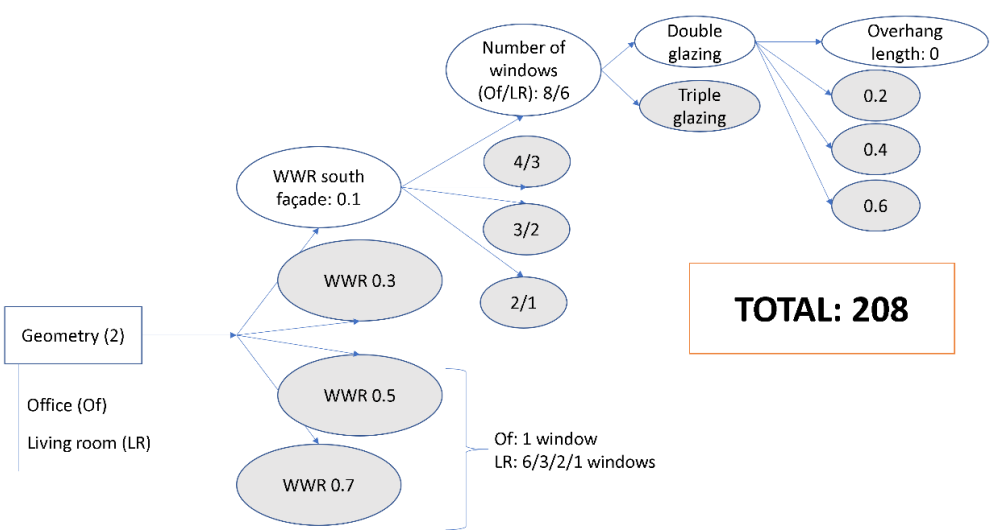 Geometry (2)
Office (Of)
Living room (LR)
WWR south
façade: 0.1
WWR 0.3
WWR 0.5
WWR 0.7
Of: 1 window
LR: 6/3/2/1 windows
Number of
windows
(Of/LR): 8/6
4/3
3/2
2/1
Double
glazing
Triple
glazing
Overhang
length: 0
0.2
0.4
0.6
TOTAL: 208